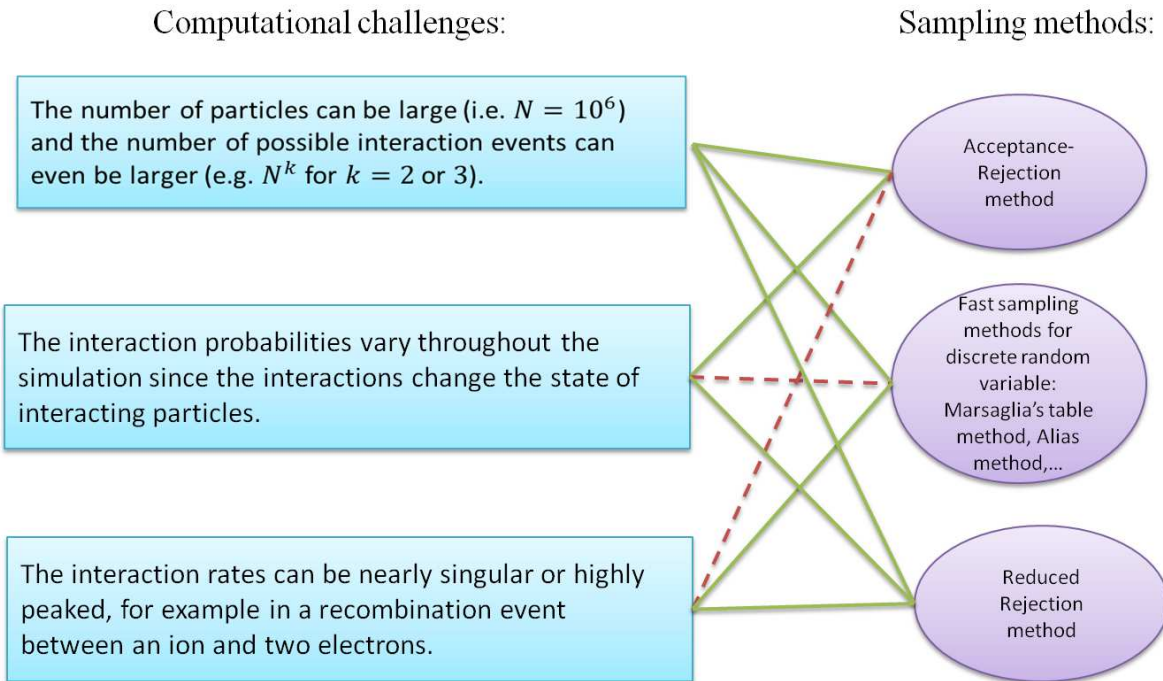 Computational challenges:
Sampling methods:
The number of particles can be large (i.e. N = 10⁶)
and the number of possible interaction events can
even be larger (e.g. Nᵏ for k = 2 or 3).
Acceptance-
Rejection
method
The interaction probabilities vary throughout the
simulation since the interactions change the state of
interacting particles.
Fast sampling
methods for
discrete random
variable:
Marsaglia's table
method, Alias
method,...
The interaction rates can be nearly singular or highly
peaked, for example in a recombination event
between an ion and two electrons.
Reduced
Rejection
method